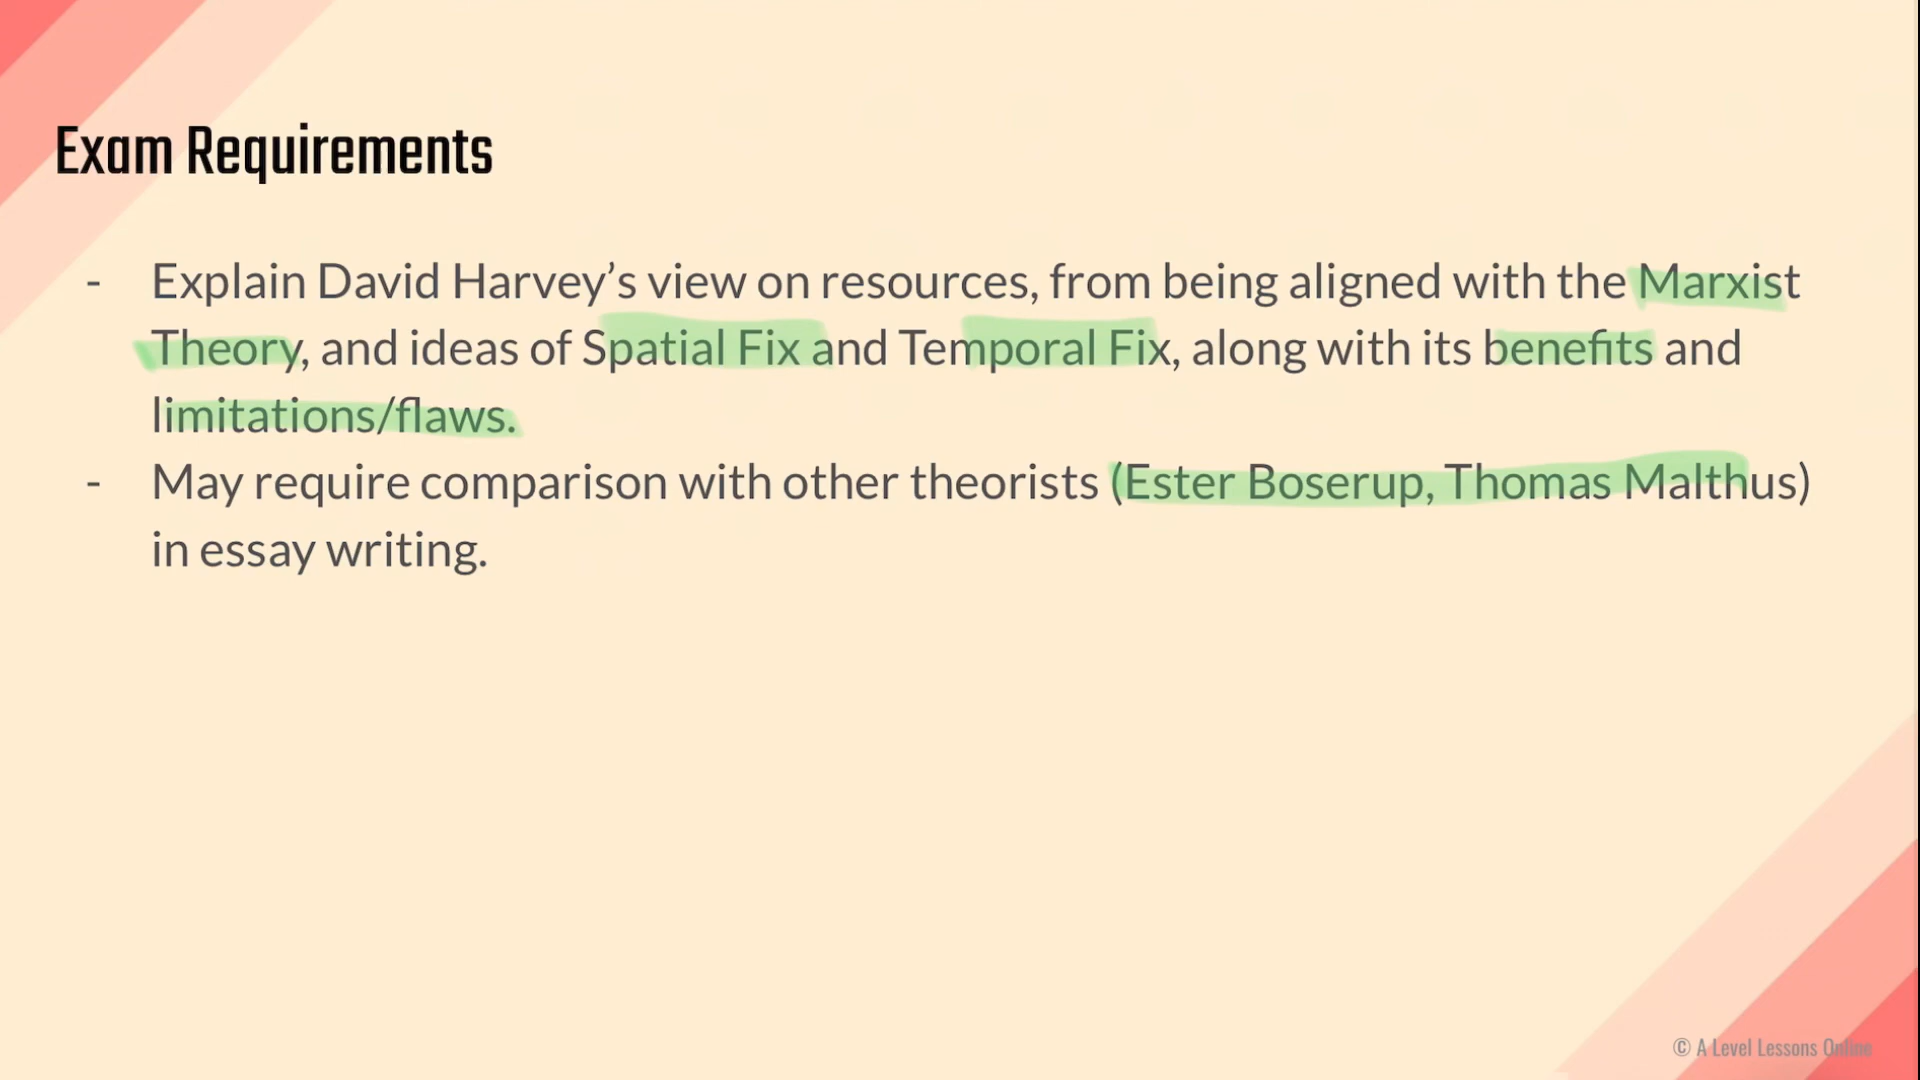 Exam Requirements
- Explain David Harvey’s view on resources, from being aligned with the Marxist
Theory, and ideas of Spatial Fix and Temporal Fix, along with its benefits and
limitations/flaws.
- May require comparison with other theorists (Ester Boserup, Thomas Malthus)
in essay writing.
© A Level Lessons Online